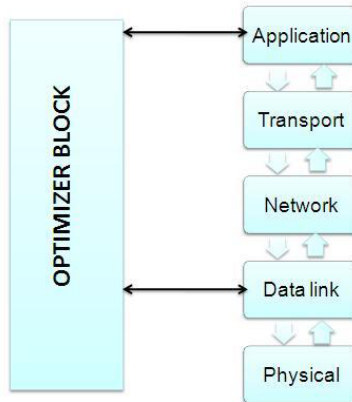 OPTIMIZER BLOCK
Application
Transport
Network
Data link
Physical